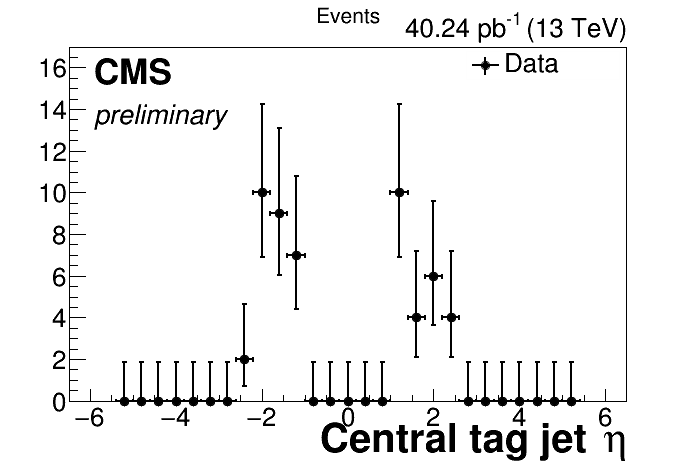 Events
40.24 pb-1 (13 TeV)
CMS
preliminary
Data
16
14
12
10
8
6
4
2
0
−6 −4 −2 0 2 4 6
Central tag jet η